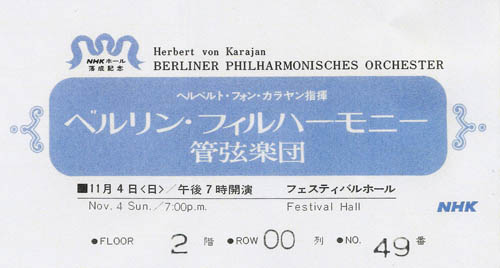 NHKホール
落成記念
Herbert von Karajan
BERLINER PHILHARMONISCHES ORCHESTER
ヘルベルト・フォン・カラヤン指揮
ベルリン・フィルハーモニー
管弦楽団
■11月4日<日>/午後7時開演 フェスティバルホール
Nov. 4 Sun./7:00p.m. Festival Hall
NHK
●FLOOR 2 階 ●ROW 00 列 ●NO. 49 番